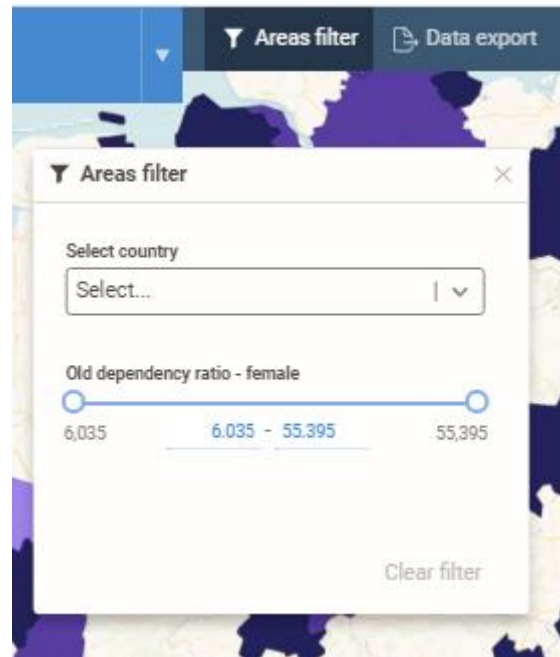 Areas filter Data export
Areas filter
Select country
Select...
Old dependency ratio - female
6,035 6.035 - 55.395 55,395
Clear filter